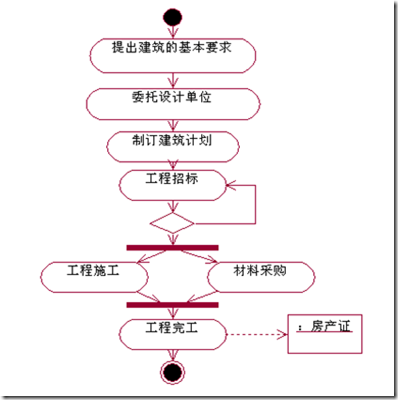 提出建筑的基本要求
委托设计单位
制订建筑计划
工程招标
工程施工
材料采购
工程完工
：房产证